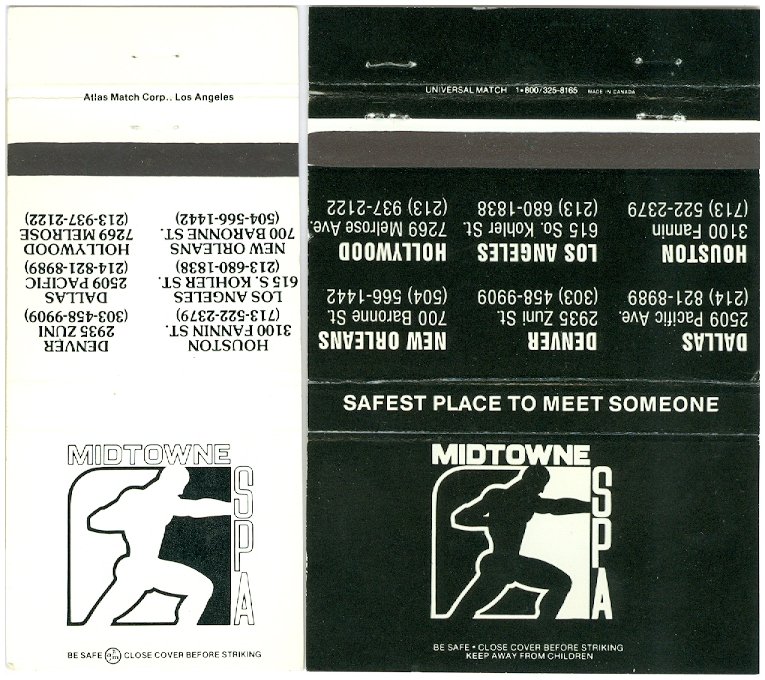 Atlas Match Corp.. Los Angeles
HOUSTON
3100 FANNIN ST.
(713-522-2379)
LOS ANGELES
615 S. KOHLER ST.
(213-680-1838)
NEW ORLEANS
700 BARONNE ST.
(504-566-1442)
DENVER
2935 ZUNI
(303-458-9909)
DALLAS
2509 PACIFIC
(214-821-8989)
HOLLYWOOD
7269 MELROSE
(213-937-2122)
MIDTOWNE
SPA
BE SAFE CLOSE COVER BEFORE STRIKING
UNIVERSAL MATCH 1•800/325-8165 MADE IN CANADA
DALLAS
2509 Pacific Ave.
(214) 821-8989
DENVER
2935 Zuni St.
(303) 458-9909
NEW ORLEANS
700 Baronne St.
(504) 566-1442
HOUSTON
3100 Fannin
(713) 522-2379
LOS ANGELES
615 So. Kohler St.
(213) 680-1838
HOLLYWOOD
7269 Melrose Ave.
(213) 937-2122
SAFEST PLACE TO MEET SOMEONE
MIDTOWNE
SPA
BE SAFE • CLOSE COVER BEFORE STRIKING
KEEP AWAY FROM CHILDREN